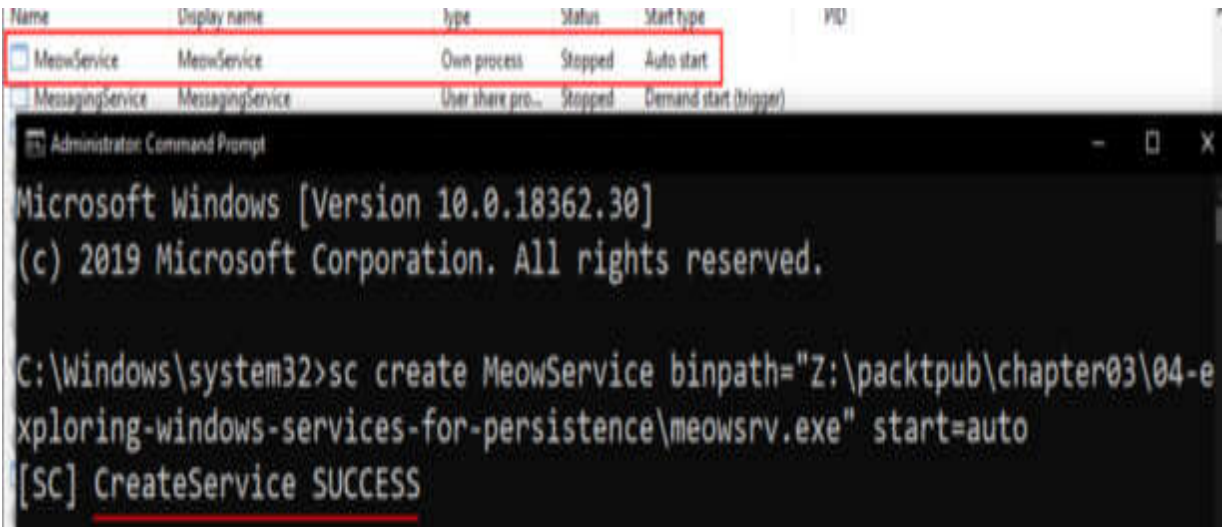 Name Display name Type Status Start type PID
MeowService MeowService Own process Stopped Auto start
MessagingService MessagingService User share pro... Stopped Demand start (trigger)
Administrator: Command Prompt
Microsoft Windows [Version 10.0.18362.30]
(c) 2019 Microsoft Corporation. All rights reserved.
C:\Windows\system32>sc create MeowService binpath="Z:\packtpub\chapter03\04-e
xploring-windows-services-for-persistence\meowsrv.exe" start=auto
[SC] CreateService SUCCESS